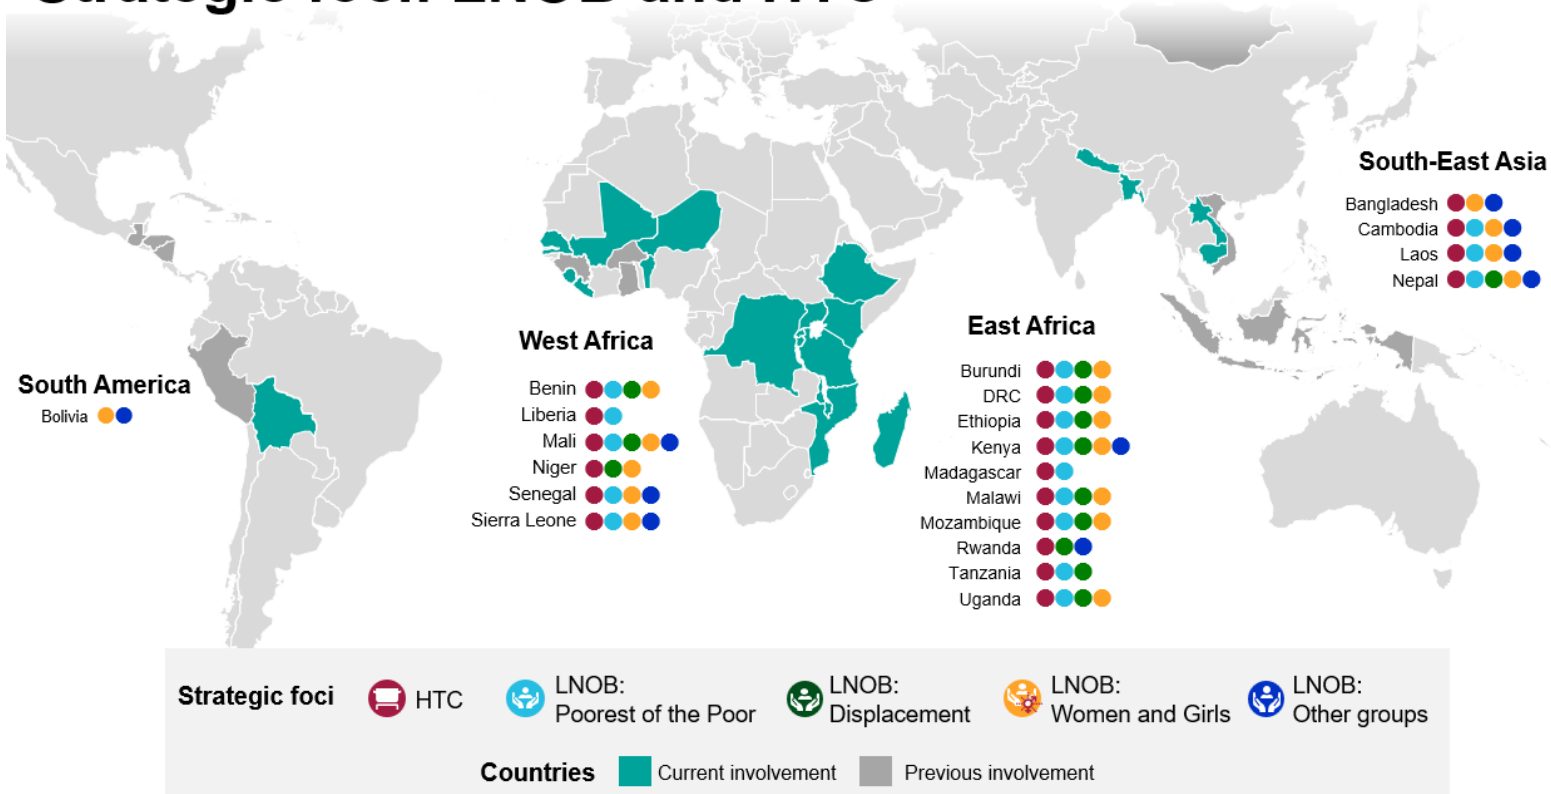 South-East Asia
Bangladesh
Cambodia
Laos
Nepal
West Africa
Benin
Liberia
Mali
Niger
Senegal
Sierra Leone
East Africa
Burundi
DRC
Ethiopia
Kenya
Madagascar
Malawi
Mozambique
Rwanda
Tanzania
Uganda
South America
Bolivia
Strategic foci
HTC
LNOB:
Poorest of the Poor
LNOB:
Displacement
LNOB:
Women and Girls
LNOB:
Other groups
Countries
Current involvement
Previous involvement